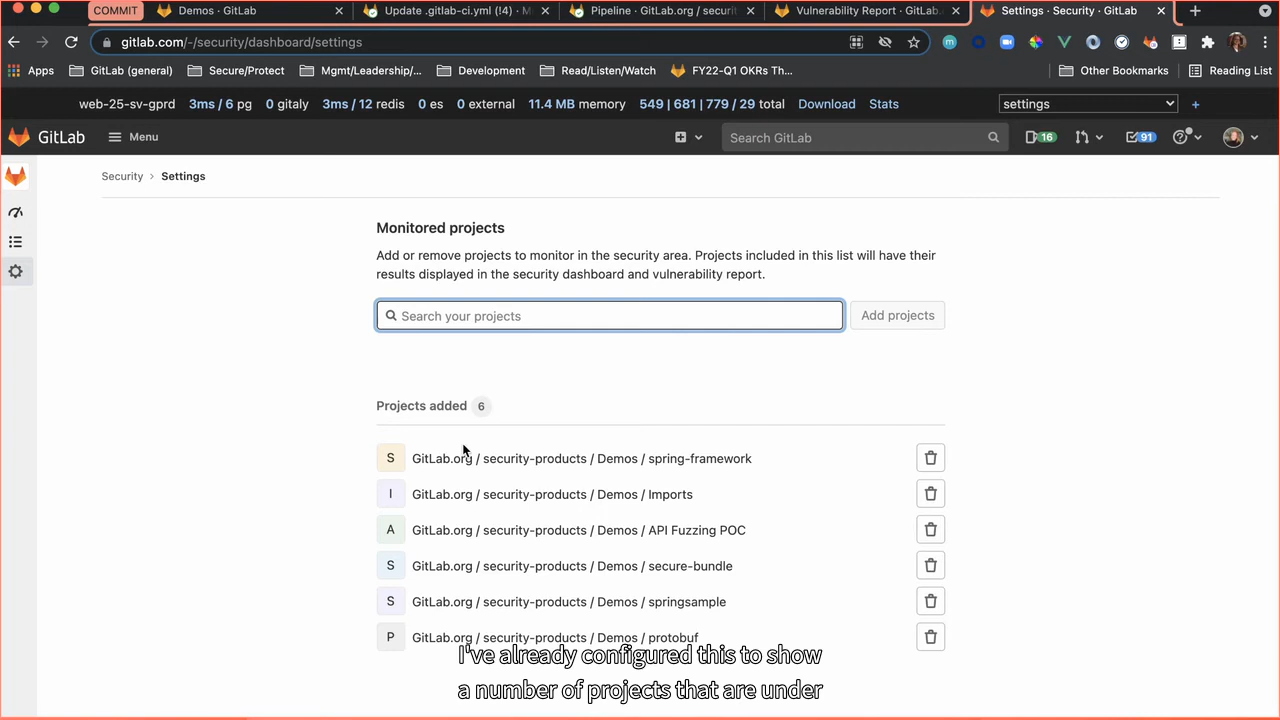 COMMIT
Demos · GitLab
Update .gitlab-ci.yml (!4) · M
Pipeline · GitLab.org / securit
Vulnerability Report · GitLab.
Settings · Security · GitLab
gitlab.com/-/security/dashboard/settings
Apps
GitLab (general)
Secure/Protect
Mgmt/Leadership/...
Development
Read/Listen/Watch
FY22-Q1 OKRs Th...
Other Bookmarks
Reading List
web-25-sv-gprd 3ms / 6 pg 0 gitaly 3ms / 12 redis 0 es 0 external 11.4 MB memory 549 | 681 | 779 / 29 total Download Stats settings +
GitLab Menu Search GitLab 16 91
Security › Settings
Monitored projects
Add or remove projects to monitor in the security area. Projects included in this list will have their
results displayed in the security dashboard and vulnerability report.
Search your projects Add projects
Projects added 6
S GitLab.org / security-products / Demos / spring-framework
I GitLab.org / security-products / Demos / Imports
A GitLab.org / security-products / Demos / API Fuzzing POC
S GitLab.org / security-products / Demos / secure-bundle
S GitLab.org / security-products / Demos / springsample
P GitLab.org / security-products / Demos / protobuf
I've already configured this to show
a number of projects that are under